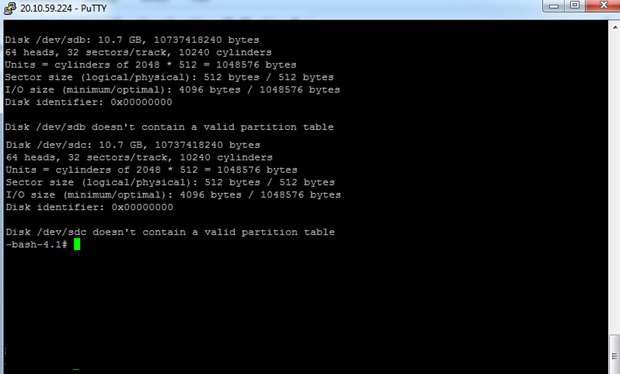 20.10.59.224 - PuTTY
Disk /dev/sdb: 10.7 GB, 10737418240 bytes
64 heads, 32 sectors/track, 10240 cylinders
Units = cylinders of 2048 * 512 = 1048576 bytes
Sector size (logical/physical): 512 bytes / 512 bytes
I/O size (minimum/optimal): 4096 bytes / 1048576 bytes
Disk identifier: 0x00000000
Disk /dev/sdb doesn't contain a valid partition table
Disk /dev/sdc: 10.7 GB, 10737418240 bytes
64 heads, 32 sectors/track, 10240 cylinders
Units = cylinders of 2048 * 512 = 1048576 bytes
Sector size (logical/physical): 512 bytes / 512 bytes
I/O size (minimum/optimal): 4096 bytes / 1048576 bytes
Disk identifier: 0x00000000
Disk /dev/sdc doesn't contain a valid partition table
-bash-4.1#